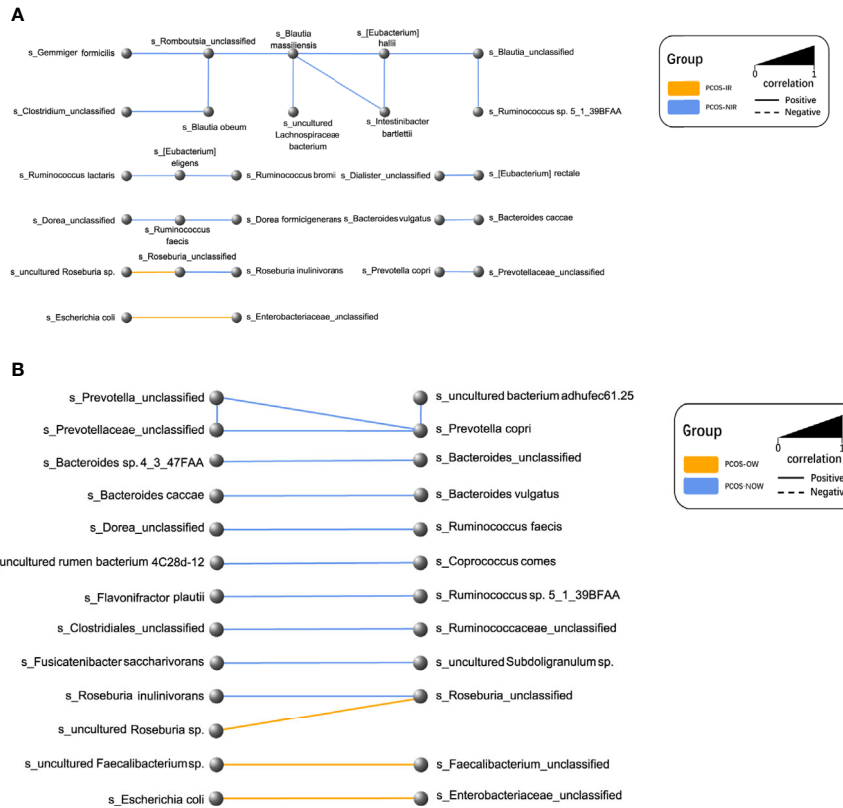 A
s_Gemmiger formicilis
s_Romboutsia_unclassified
s_Blautia
massiliensis
s_[Eubacterium]
hallii
s_Blautia_unclassified
s_Clostridium_unclassified
s_Blautia obeum
s_uncultured
Lachnospiraceae
bacterium
s_Intestinibacter
bartlettii
s_Ruminococcus sp. 5_1_39BFAA
Group
PCOS-IR
PCOS-NIR
0 1
correlation
Positive
Negative
s_Ruminococcus lactaris
s_[Eubacterium]
eligens
s_Ruminococcus bromii
s_Dialister_unclassified
s_[Eubacterium] rectale
s_Dorea_unclassified
s_Ruminococcus
faecis
s_Dorea formicigenerans
s_Bacteroides vulgatus
s_Bacteroides caccae
s_uncultured Roseburia sp.
s_Roseburia_unclassified
s_Roseburia inulinivorans
s_Prevotella copri
s_Prevotellaceae_unclassified
s_Escherichia coli
s_Enterobacteriaceae_unclassified
B
s_Prevotella_unclassified
s_uncultured bacterium adhufec61.25
s_Prevotellaceae_unclassified
s_Prevotella copri
s_Bacteroides sp. 4_3_47FAA
s_Bacteroides_unclassified
s_Bacteroides caccae
s_Bacteroides vulgatus
s_Dorea_unclassified
s_Ruminococcus faecis
uncultured rumen bacterium 4C28d-12
s_Coprococcus comes
s_Flavonifractor plautii
s_Ruminococcus sp. 5_1_39BFAA
s_Clostridiales_unclassified
s_Ruminococcaceae_unclassified
s_Fusicatenibacter saccharivorans
s_uncultured Subdoligranulum sp.
s_Roseburia inulinivorans
s_Roseburia_unclassified
s_uncultured Roseburia sp.
s_uncultured Faecalibacterium sp.
s_Faecalibacterium_unclassified
s_Escherichia coli
s_Enterobacteriaceae_unclassified
Group
PCOS-OW
PCOS-NOW
0 1
correlation
Positive
Negative